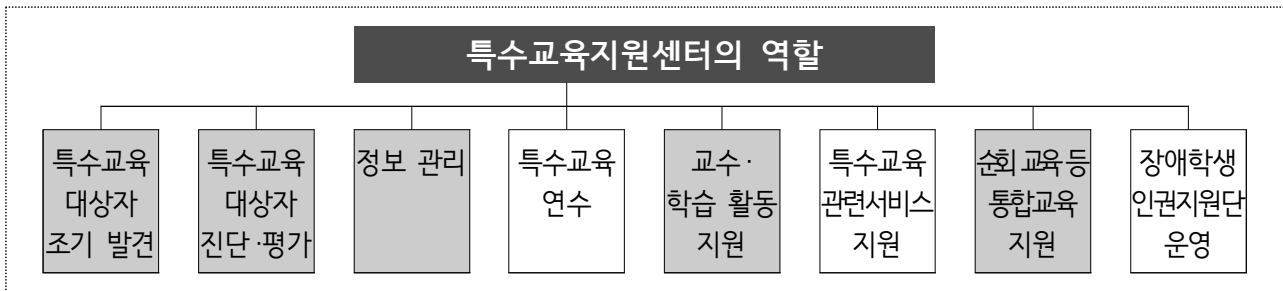 특수교육지원센터의 역할
특수교육
대상자
조기 발견
특수교육
대상자
진단·평가
정보 관리
특수교육
연수
교수·
학습 활동
지원
특수교육
관련서비스
지원
순회 교육 등
통합교육
지원
장애학생
인권지원단
운영